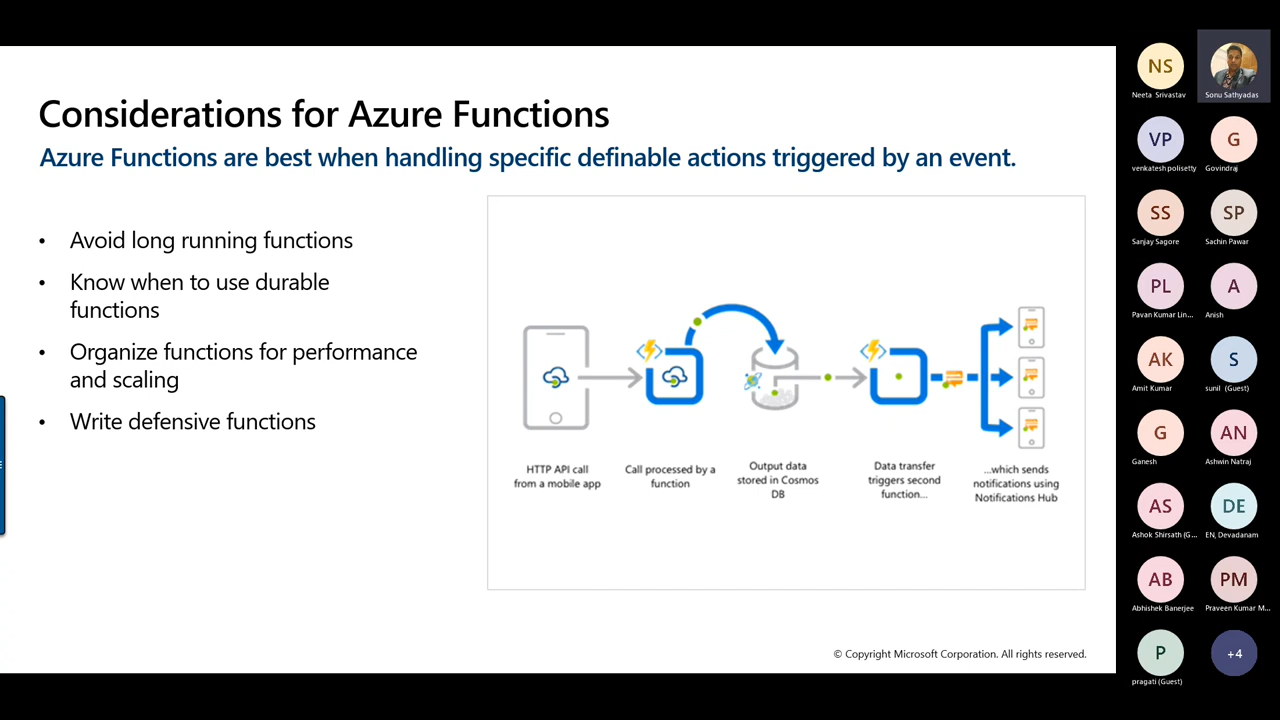 Considerations for Azure Functions
Azure Functions are best when handling specific definable actions triggered by an event.
• Avoid long running functions
• Know when to use durable
functions
• Organize functions for performance
and scaling
• Write defensive functions
HTTP API call
from a mobile app
Call processed by a
function
Output data
stored in Cosmos
DB
Data transfer
triggers second
function...
...which sends
notifications using
Notifications Hub
© Copyright Microsoft Corporation. All rights reserved.
NS
Neeta Srivastav
Sonu Sathyadas
VP
venkatesh polisetty
G
Govindraj
SS
Sanjay Sagore
SP
Sachin Pawar
PL
Pavan Kumar Lin...
A
Anish
AK
Amit Kumar
S
sunil (Guest)
G
Ganesh
AN
Ashwin Natraj
AS
Ashok Shirsath (G...
DE
EN, Devadanam
AB
Abhishek Banerjee
PM
Praveen Kumar M...
P
pragati (Guest)
+4